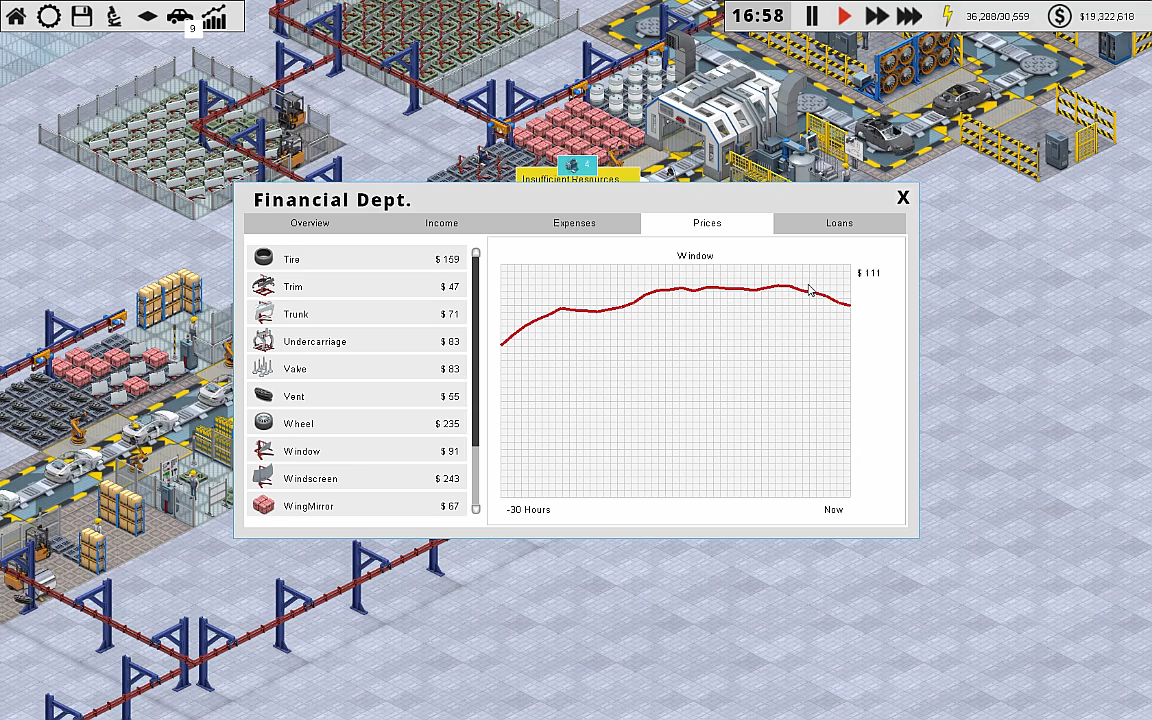 9
16:58
36,288/30,559
$19,322,618
4
Insufficient Resources
Financial Dept.
X
Overview
Income
Expenses
Prices
Loans
Tire $ 159
Trim $ 47
Trunk $ 71
Undercarriage $ 83
Valve $ 83
Vent $ 55
Wheel $ 235
Window $ 91
Windscreen $ 243
WingMirror $ 67
Window
$ 111
-30 Hours
Now